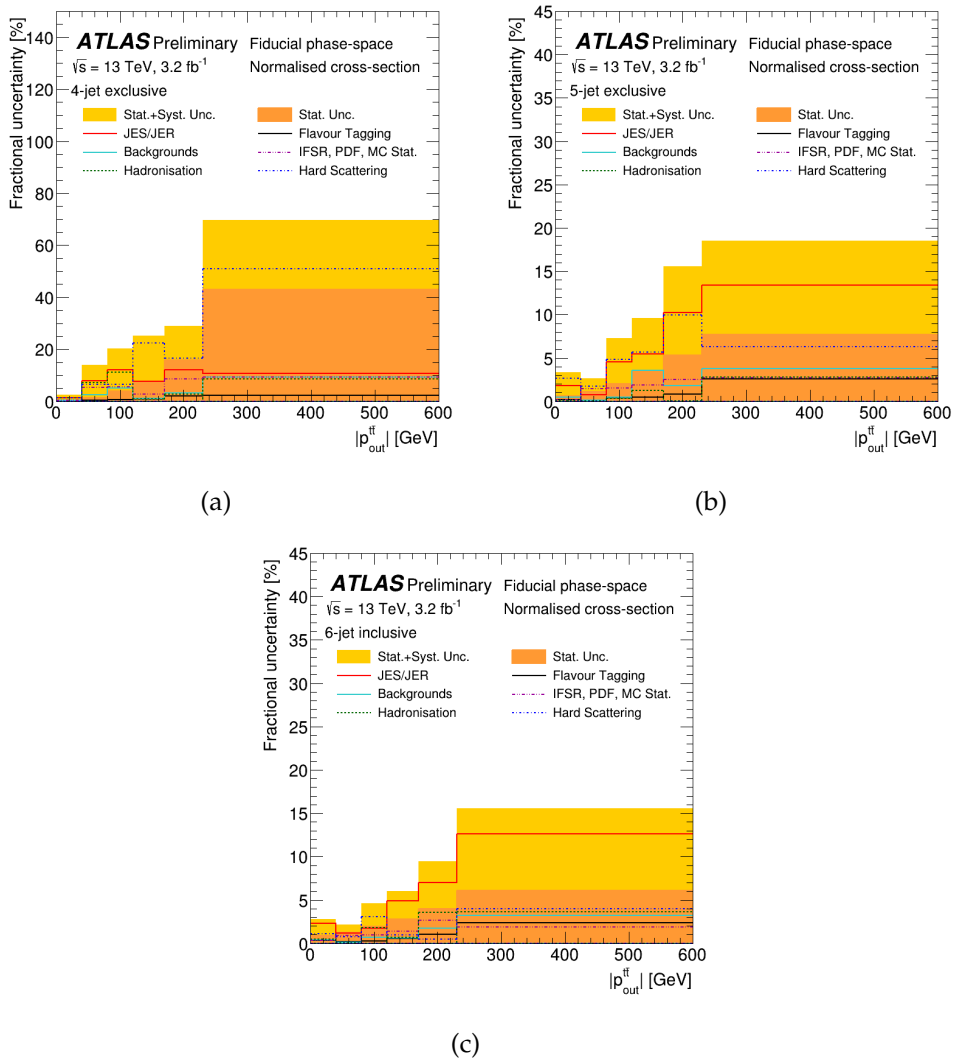 Fractional uncertainty [%]
140
120
100
80
60
40
20
0
ATLAS Preliminary Fiducial phase-space
√s = 13 TeV, 3.2 fb⁻¹ Normalised cross-section
4-jet exclusive
Stat.+Syst. Unc. Stat. Unc.
JES/JER Flavour Tagging
Backgrounds IFSR, PDF, MC Stat.
Hadronisation Hard Scattering
0 100 200 300 400 500 600
|p_out^tt̄| [GeV]
(a)
Fractional uncertainty [%]
45
40
35
30
25
20
15
10
5
0
ATLAS Preliminary Fiducial phase-space
√s = 13 TeV, 3.2 fb⁻¹ Normalised cross-section
5-jet exclusive
Stat.+Syst. Unc. Stat. Unc.
JES/JER Flavour Tagging
Backgrounds IFSR, PDF, MC Stat.
Hadronisation Hard Scattering
0 100 200 300 400 500 600
|p_out^tt̄| [GeV]
(b)
Fractional uncertainty [%]
45
40
35
30
25
20
15
10
5
0
ATLAS Preliminary Fiducial phase-space
√s = 13 TeV, 3.2 fb⁻¹ Normalised cross-section
6-jet inclusive
Stat.+Syst. Unc. Stat. Unc.
JES/JER Flavour Tagging
Backgrounds IFSR, PDF, MC Stat.
Hadronisation Hard Scattering
0 100 200 300 400 500 600
|p_out^tt̄| [GeV]
(c)